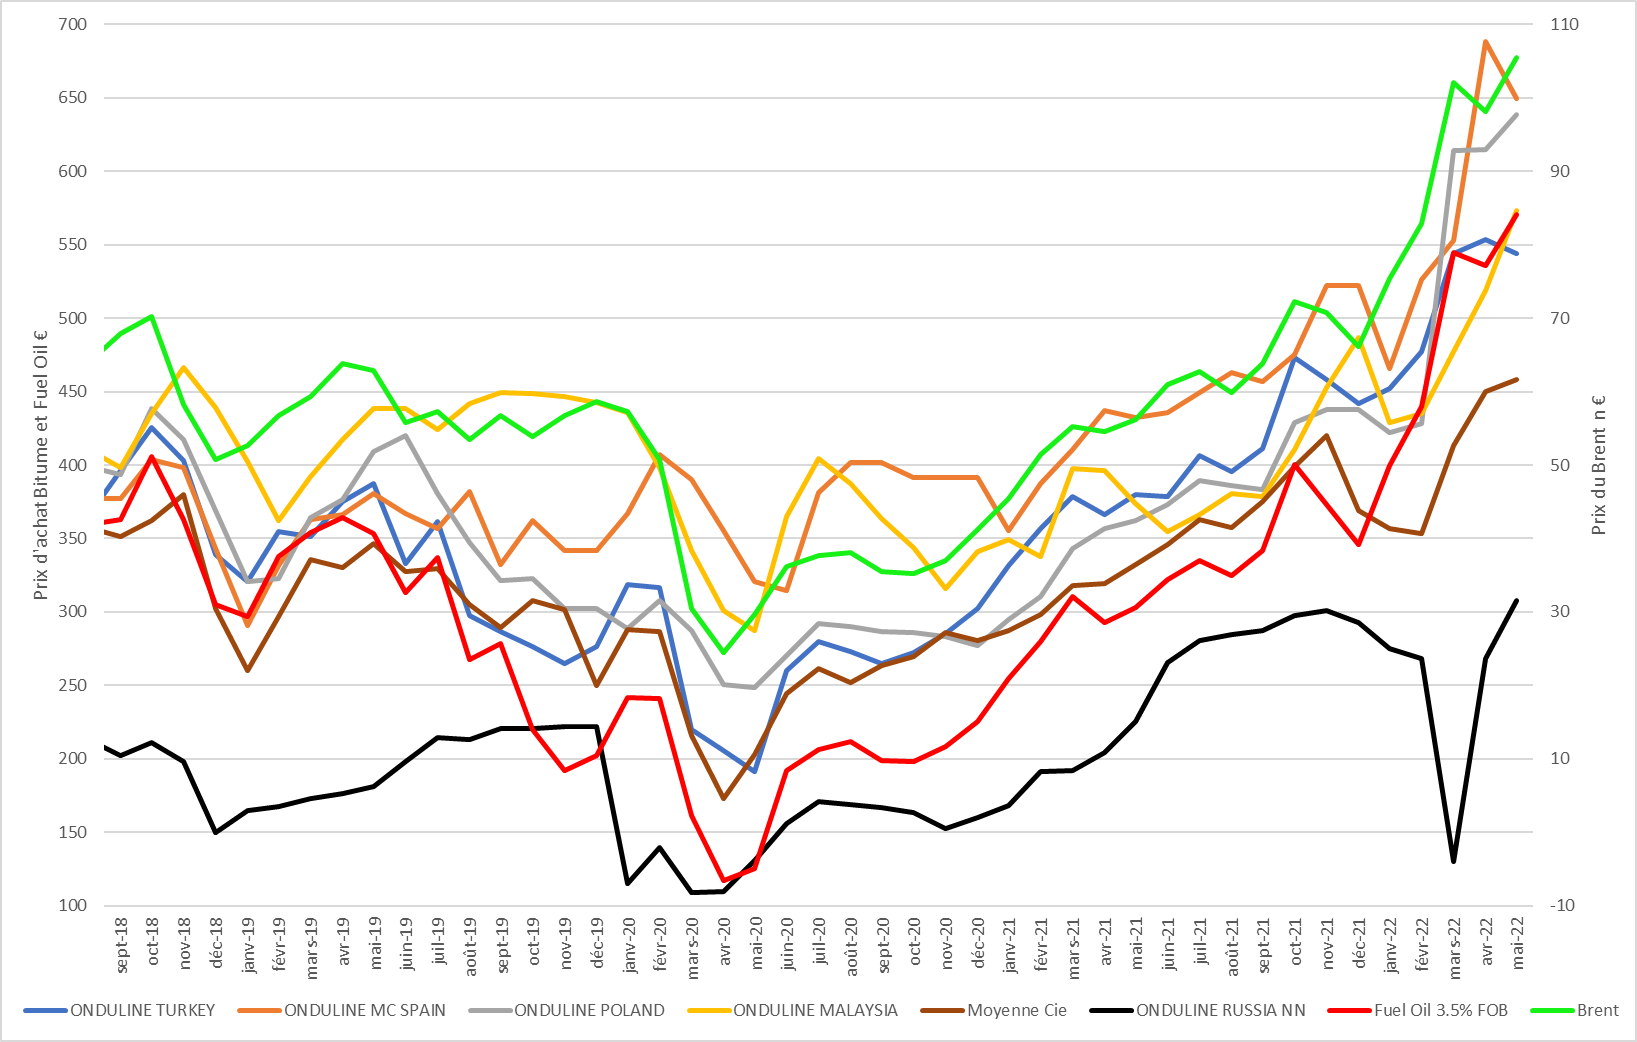 700
650
600
550
500
450
400
350
300
250
200
150
100
110
90
70
50
30
10
-10
Prix d'achat Bitume et Fuel Oil €
Prix du Brent n €
sept-18
oct-18
nov-18
déc-18
janv-19
févr-19
mars-19
avr-19
mai-19
juin-19
juil-19
août-19
sept-19
oct-19
nov-19
déc-19
janv-20
févr-20
mars-20
avr-20
mai-20
juin-20
juil-20
août-20
sept-20
oct-20
nov-20
déc-20
janv-21
févr-21
mars-21
avr-21
mai-21
juin-21
juil-21
août-21
sept-21
oct-21
nov-21
déc-21
janv-22
févr-22
mars-22
avr-22
mai-22
ONDULINE TURKEY ONDULINE MC SPAIN ONDULINE POLAND ONDULINE MALAYSIA Moyenne Cie ONDULINE RUSSIA NN Fuel Oil 3.5% FOB Brent